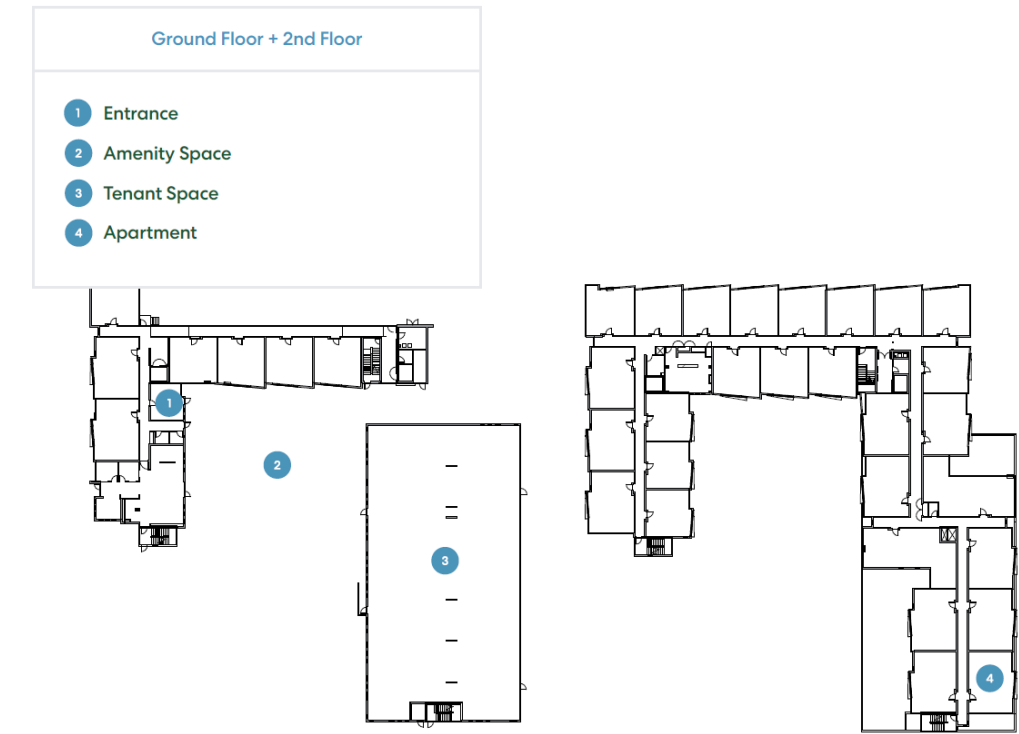 Ground Floor + 2nd Floor
1 Entrance
2 Amenity Space
3 Tenant Space
4 Apartment
1
2
3
4